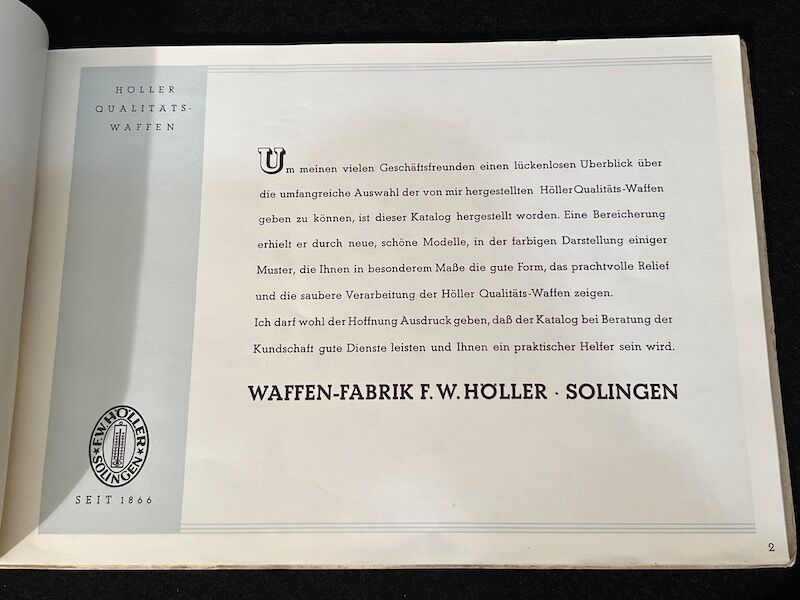 HÖLLER
QUALITÄTS-
WAFFEN
Um meinen vielen Geschäftsfreunden einen lückenlosen Überblick über
die umfangreiche Auswahl der von mir hergestellten Höller Qualitäts-Waffen
geben zu können, ist dieser Katalog hergestellt worden. Eine Bereicherung
erhielt er durch neue, schöne Modelle, in der farbigen Darstellung einiger
Muster, die Ihnen in besonderem Maße die gute Form, das prachtvolle Relief
und die saubere Verarbeitung der Höller Qualitäts-Waffen zeigen.
Ich darf wohl der Hoffnung Ausdruck geben, daß der Katalog bei Beratung der
Kundschaft gute Dienste leisten und Ihnen ein praktischer Helfer sein wird.
WAFFEN-FABRIK F. W. HÖLLER · SOLINGEN
F.W. HÖLLER
SOLINGEN
SEIT 1866
2